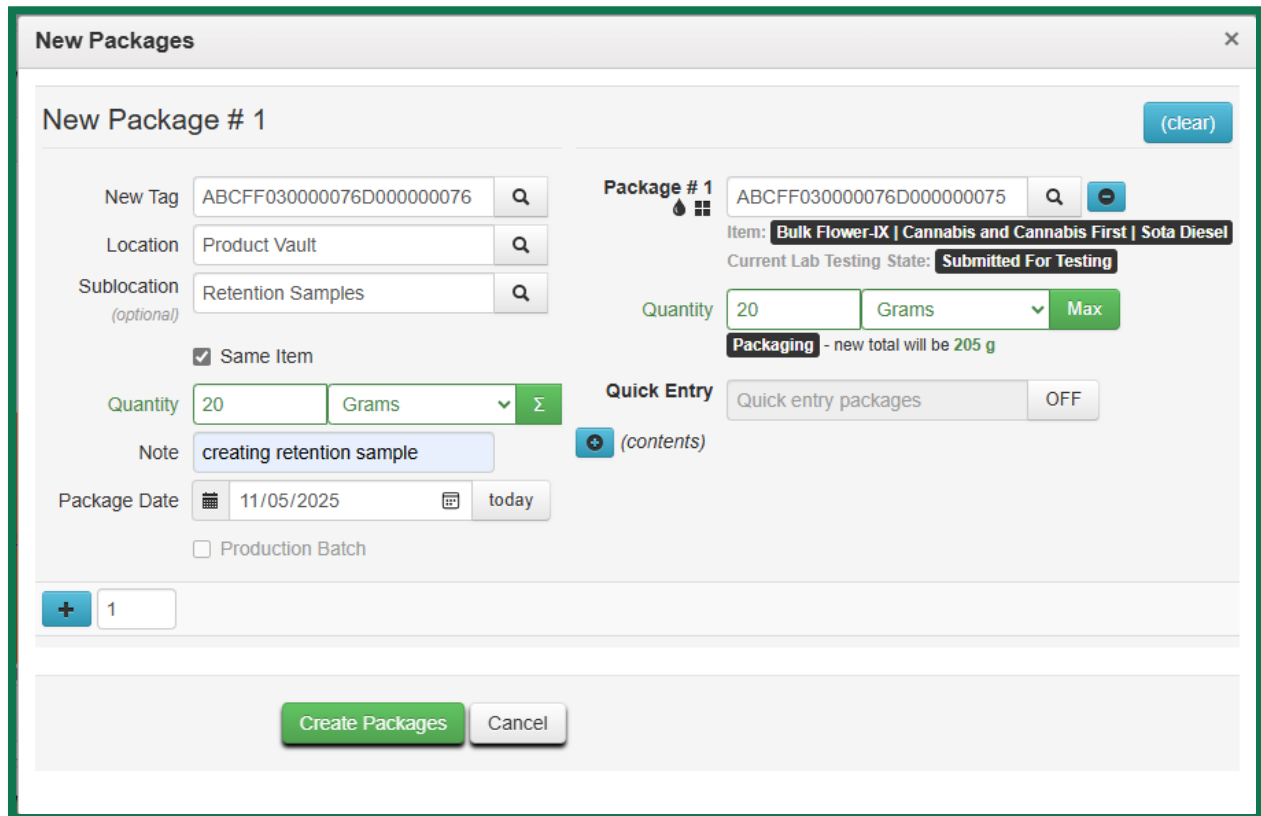 New Packages ×
New Package # 1
(clear)
New Tag ABCFF030000076D000000076
Location Product Vault
Sublocation Retention Samples
(optional)
Same Item
Quantity 20 Grams Σ
Note creating retention sample
Package Date 11/05/2025 today
Production Batch
Package # 1 ABCFF030000076D000000075
Item: Bulk Flower-IX | Cannabis and Cannabis First | Sota Diesel
Current Lab Testing State: Submitted For Testing
Quantity 20 Grams Max
Packaging - new total will be 205 g
Quick Entry Quick entry packages OFF
(contents)
+ 1
Create Packages Cancel